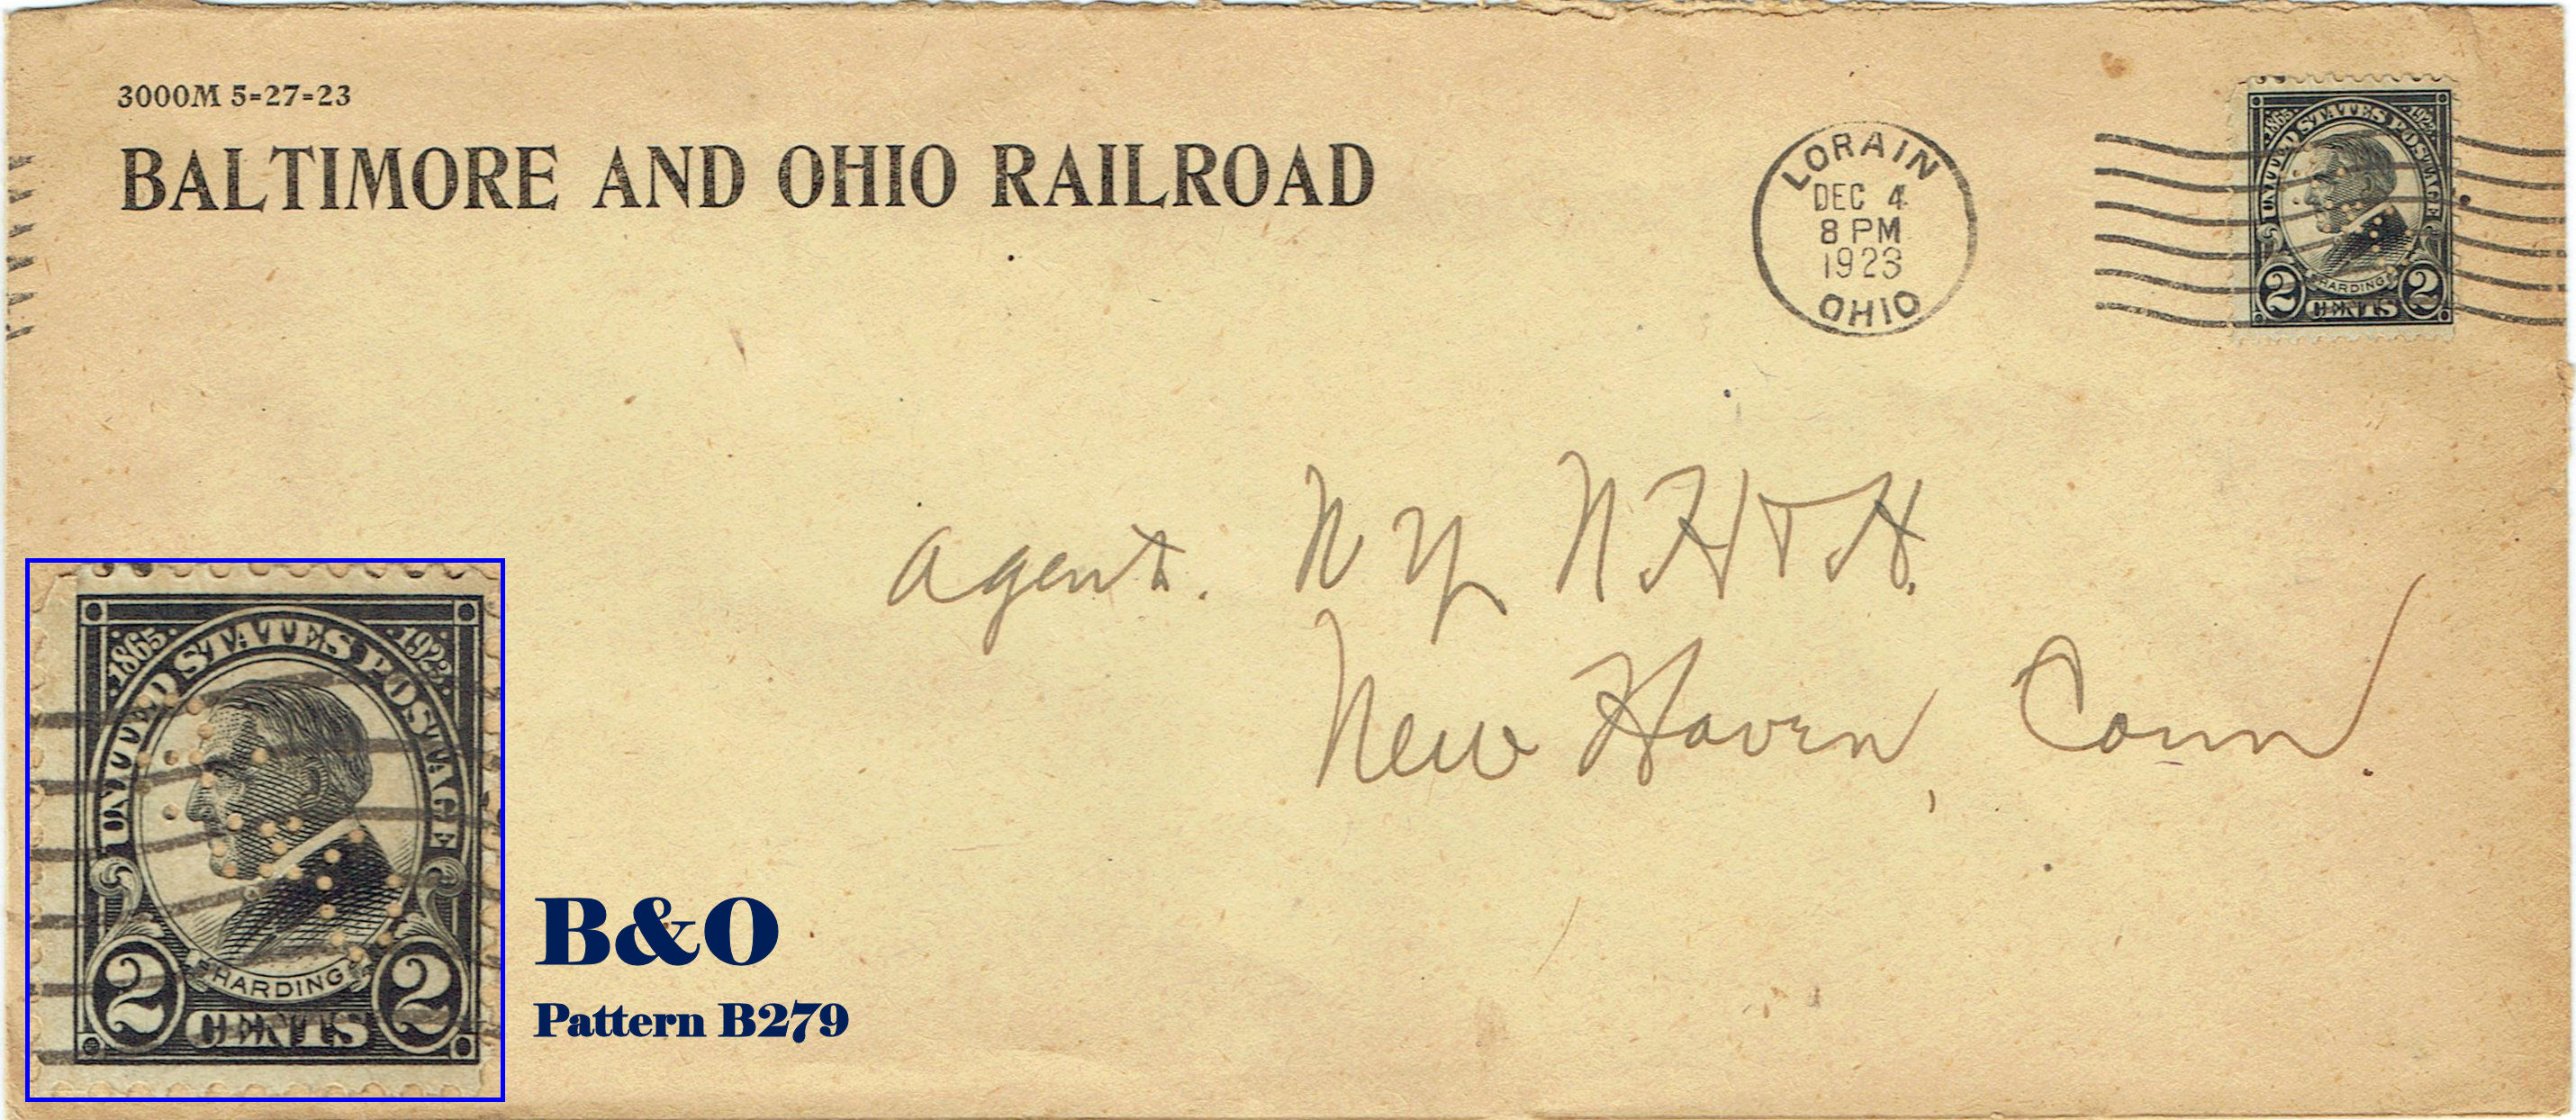 3000M 5=27=23
BALTIMORE AND OHIO RAILROAD
LORAIN
DEC 4
8 PM
1923
OHIO
1865 1923
UNITED STATES POSTAGE
HARDING
2 CENTS 2
Agent. N Y N H & H.
New Haven, Conn.
1865 1923
UNITED STATES POSTAGE
HARDING
2 CENTS 2
B&O
Pattern B279